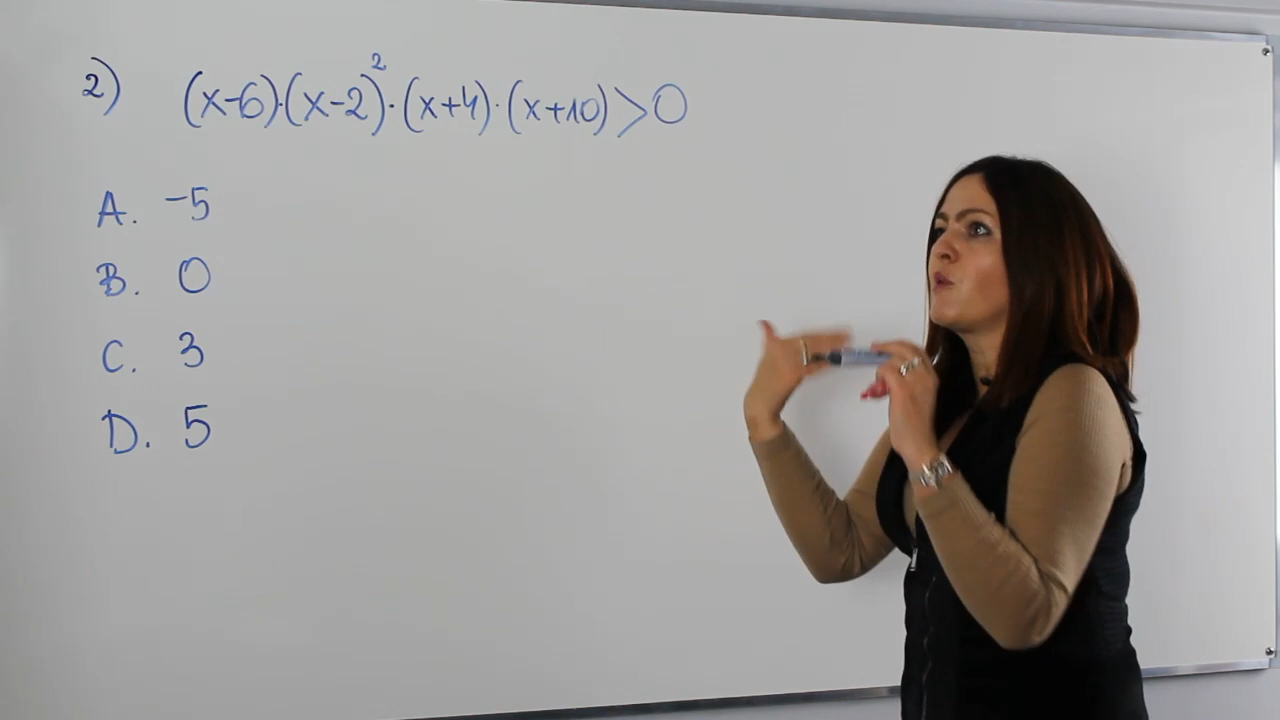 2) (x-6)·(x-2)²·(x+4)·(x+10)>0
A. -5
B. 0
C. 3
D. 5